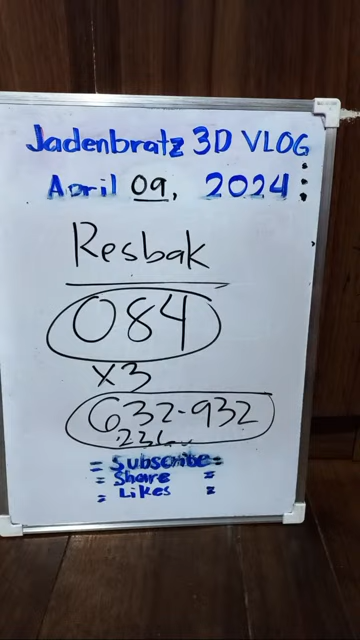 Jadenbratz 3D VLOG
April 09, 2024
Resbak
084
x3
632-932
= Subscribe =
= Share =
= Likes =